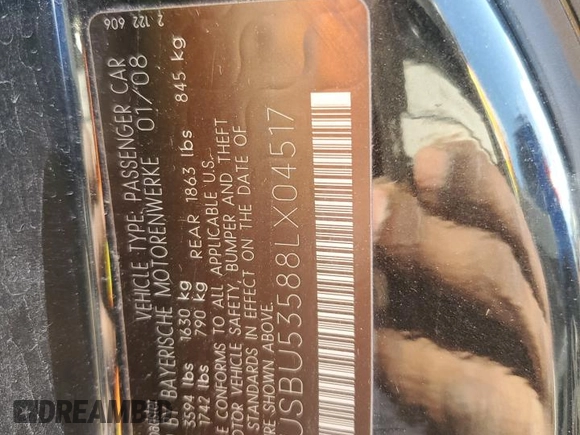 2 122 606
VEHICLE TYPE: PASSENGER CAR
BY BAYERISCHE MOTORENWERKE 01/08
3594 lbs 1630 kg
1742 lbs 790 kg REAR 1863 lbs 845 kg
CONFORMS TO ALL APPLICABLE U.S.
MOTOR VEHICLE SAFETY, BUMPER AND THEFT
STANDARDS IN EFFECT ON THE DATE OF
SHOWN ABOVE.
USBU53588LX04517
DREAMBID